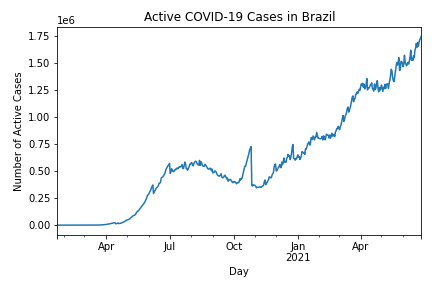 Active COVID-19 Cases in Brazil
1e6
Number of Active Cases
1.75
1.50
1.25
1.00
0.75
0.50
0.25
0.00
Apr
Jul
Oct
Jan
2021
Apr
Day